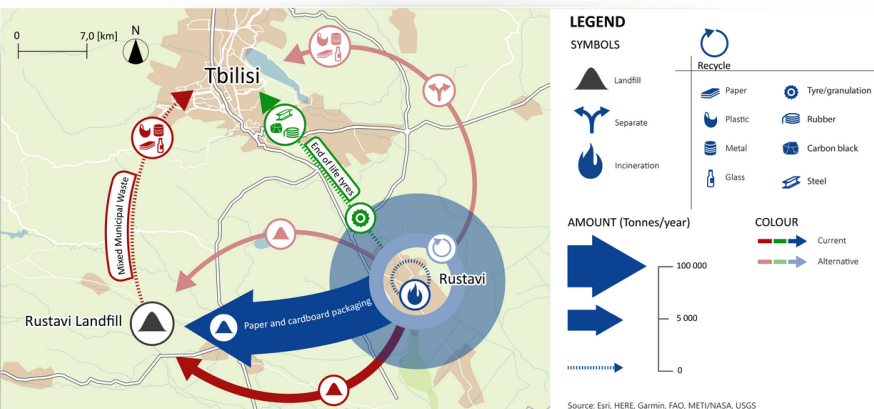 0 7,0 [km]
N
Tbilisi
Mixed Municipal Waste
End of life tyres
Rustavi
Paper and cardboard packaging
Rustavi Landfill
LEGEND
SYMBOLS
Landfill
Separate
Incineration
Recycle
Paper
Plastic
Metal
Glass
Tyre/granulation
Rubber
Carbon black
Steel
AMOUNT (Tonnes/year)
100 000
5 000
0
COLOUR
Current
Alternative
Source: Esri, HERE, Garmin, FAO, METI/NASA, USGS